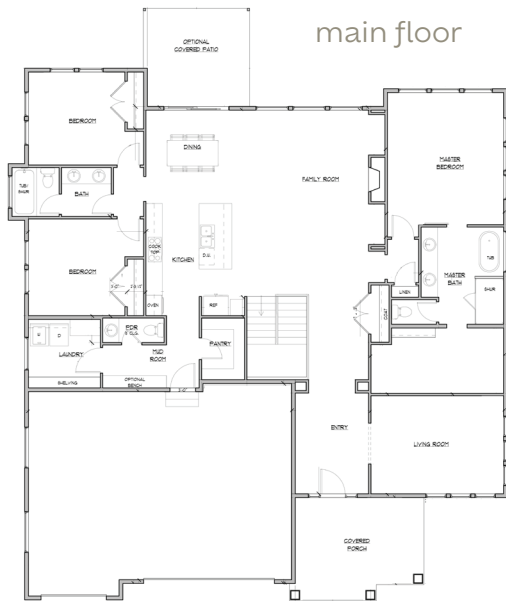 main floor
OPTIONAL
COVERED PATIO
BEDROOM
DINING
FAMILY ROOM
MASTER
BEDROOM
TUB/
SHWR
BATH
BEDROOM
COOK
TOP
KITCHEN
D.W.
OVEN
REF
TUB
MASTER
BATH
SHWR
LINEN
COAT
PDR
MUD
ROOM
PANTRY
LAUNDRY
SHELVING
OPTIONAL
BENCH
ENTRY
LIVING ROOM
COVERED
PORCH